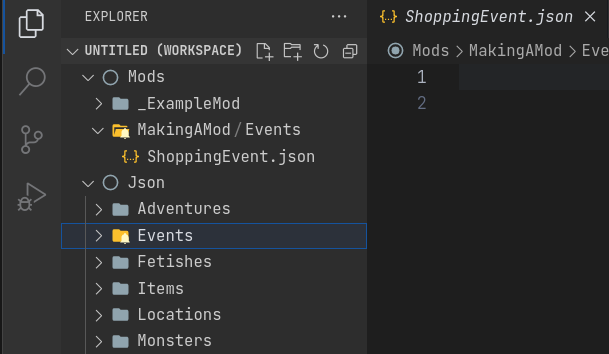 EXPLORER
UNTITLED (WORKSPACE)
Mods
_ExampleMod
MakingAMod / Events
{..} ShoppingEvent.json
Json
Adventures
Events
Fetishes
Items
Locations
Monsters
{..} ShoppingEvent.json
Mods > MakingAMod > Eve
1
2